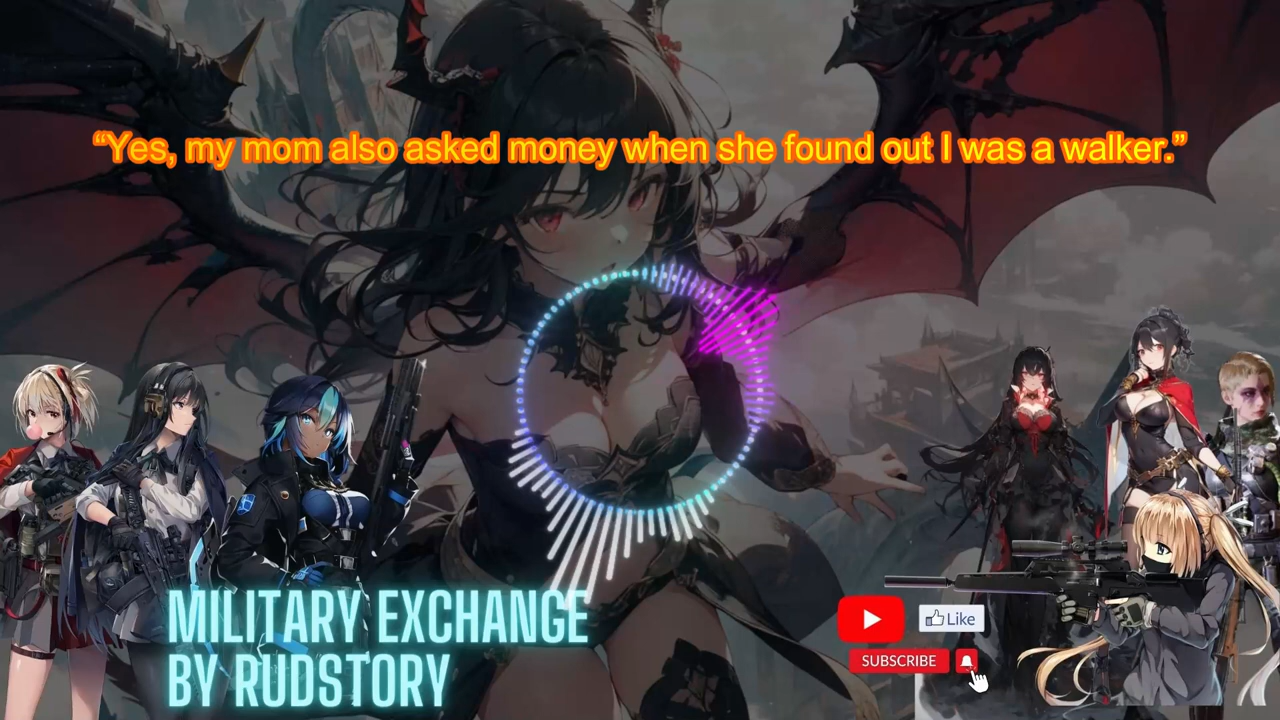 “Yes, my mom also asked money when she found out I was a walker.”
MILITARY EXCHANGE
BY RUDSTORY
Like
SUBSCRIBE